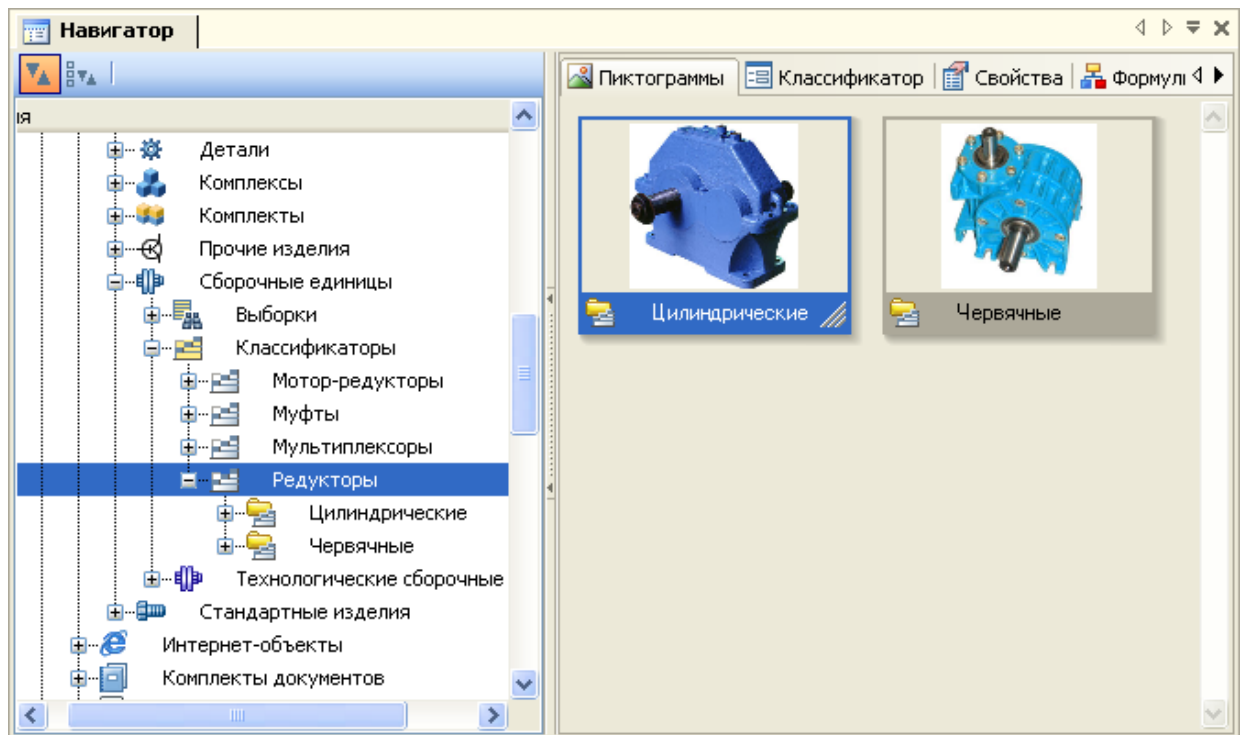 Навигатор
Пиктограммы
Классификатор
Свойства
Формул
ия
Детали
Комплексы
Комплекты
Прочие изделия
Сборочные единицы
Выборки
Классификаторы
Мотор-редукторы
Муфты
Мультиплексоры
Редукторы
Цилиндрические
Червячные
Технологические сборочные
Стандартные изделия
Интернет-объекты
Комплекты документов
Цилиндрические
Червячные